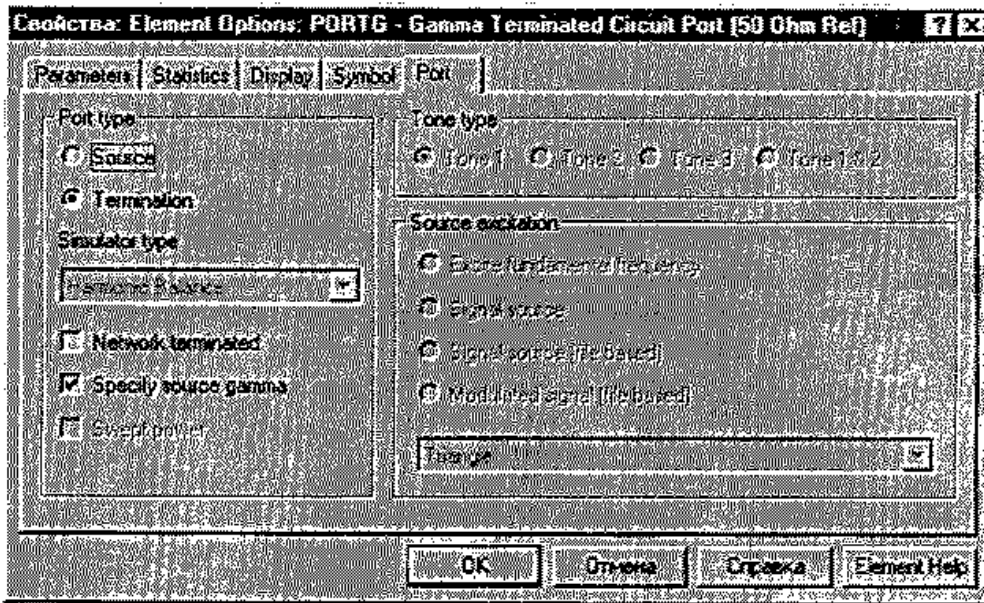 Свойства: Element Options: PORTG - Gamma Terminated Circuit Port (50 Ohm Ref)
Parameters Statistics Display Symbol Port
Port type
Source
Termination
Simulator type
Harmonic Balance
Network terminated
Specify source gamma
Swept power
Tone type
Tone 1 Tone 2 Tone 3 Tone 1 & 2
Source excitation
Excite fundamental frequency
Signal source
Signal source (file based)
Modulated signal (file based)
Triangle
OK Отмена Справка Element Help